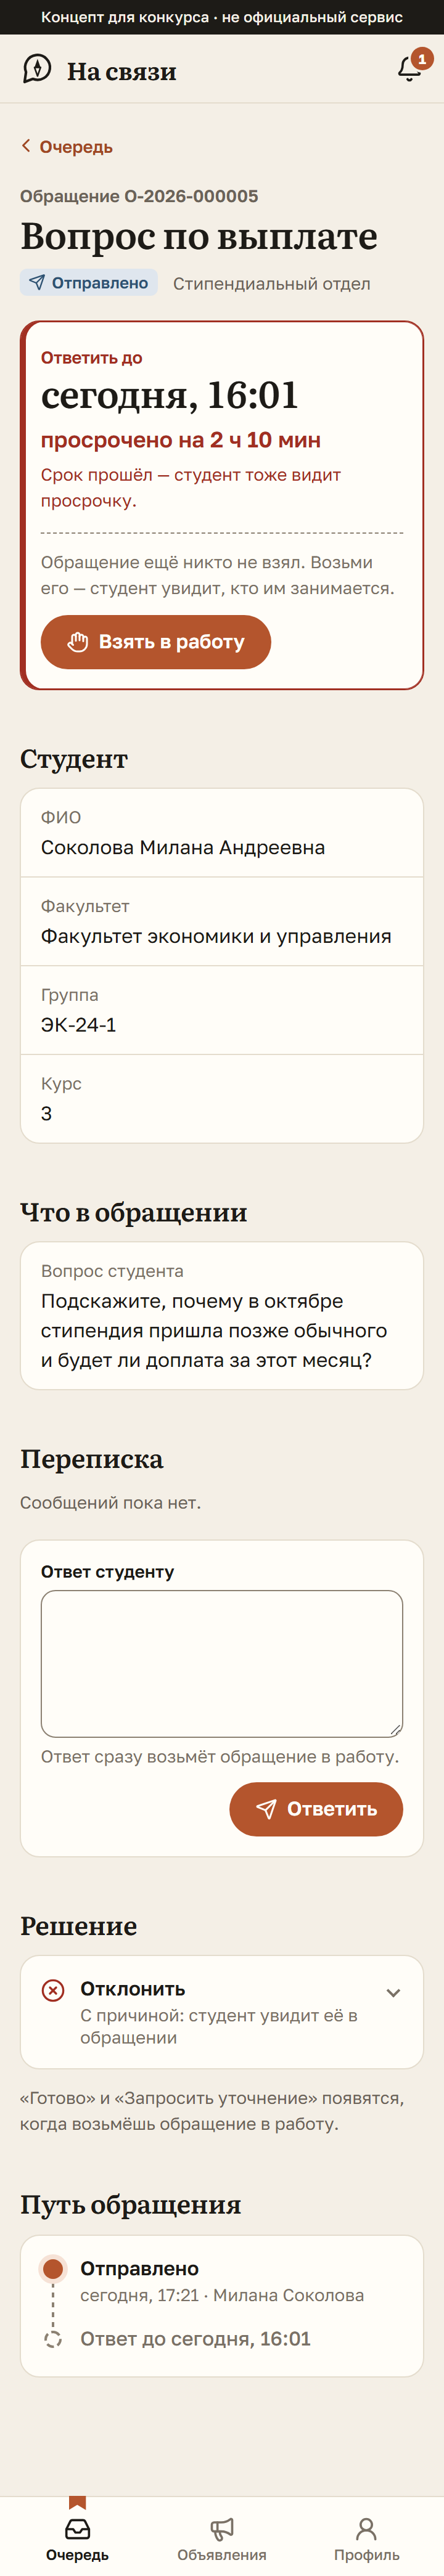 Концепт для конкурса · не официальный сервис
На связи
1
Очередь
Обращение О-2026-000005
Вопрос по выплате
Отправлено
Стипендиальный отдел
Ответить до
сегодня, 16:01
просрочено на 2 ч 10 мин
Срок прошёл — студент тоже видит
просрочку.
Обращение ещё никто не взял. Возьми
его — студент увидит, кто им занимается.
Взять в работу
Студент
ФИО
Соколова Милана Андреевна
Факультет
Факультет экономики и управления
Группа
ЭК-24-1
Курс
3
Что в обращении
Вопрос студента
Подскажите, почему в октябре
стипендия пришла позже обычного
и будет ли доплата за этот месяц?
Переписка
Сообщений пока нет.
Ответ студенту
Ответ сразу возьмёт обращение в работу.
Ответить
Решение
Отклонить
С причиной: студент увидит её в
обращении
«Готово» и «Запросить уточнение» появятся,
когда возьмёшь обращение в работу.
Путь обращения
Отправлено
сегодня, 17:21 · Милана Соколова
Ответ до сегодня, 16:01
Очередь
Объявления
Профиль